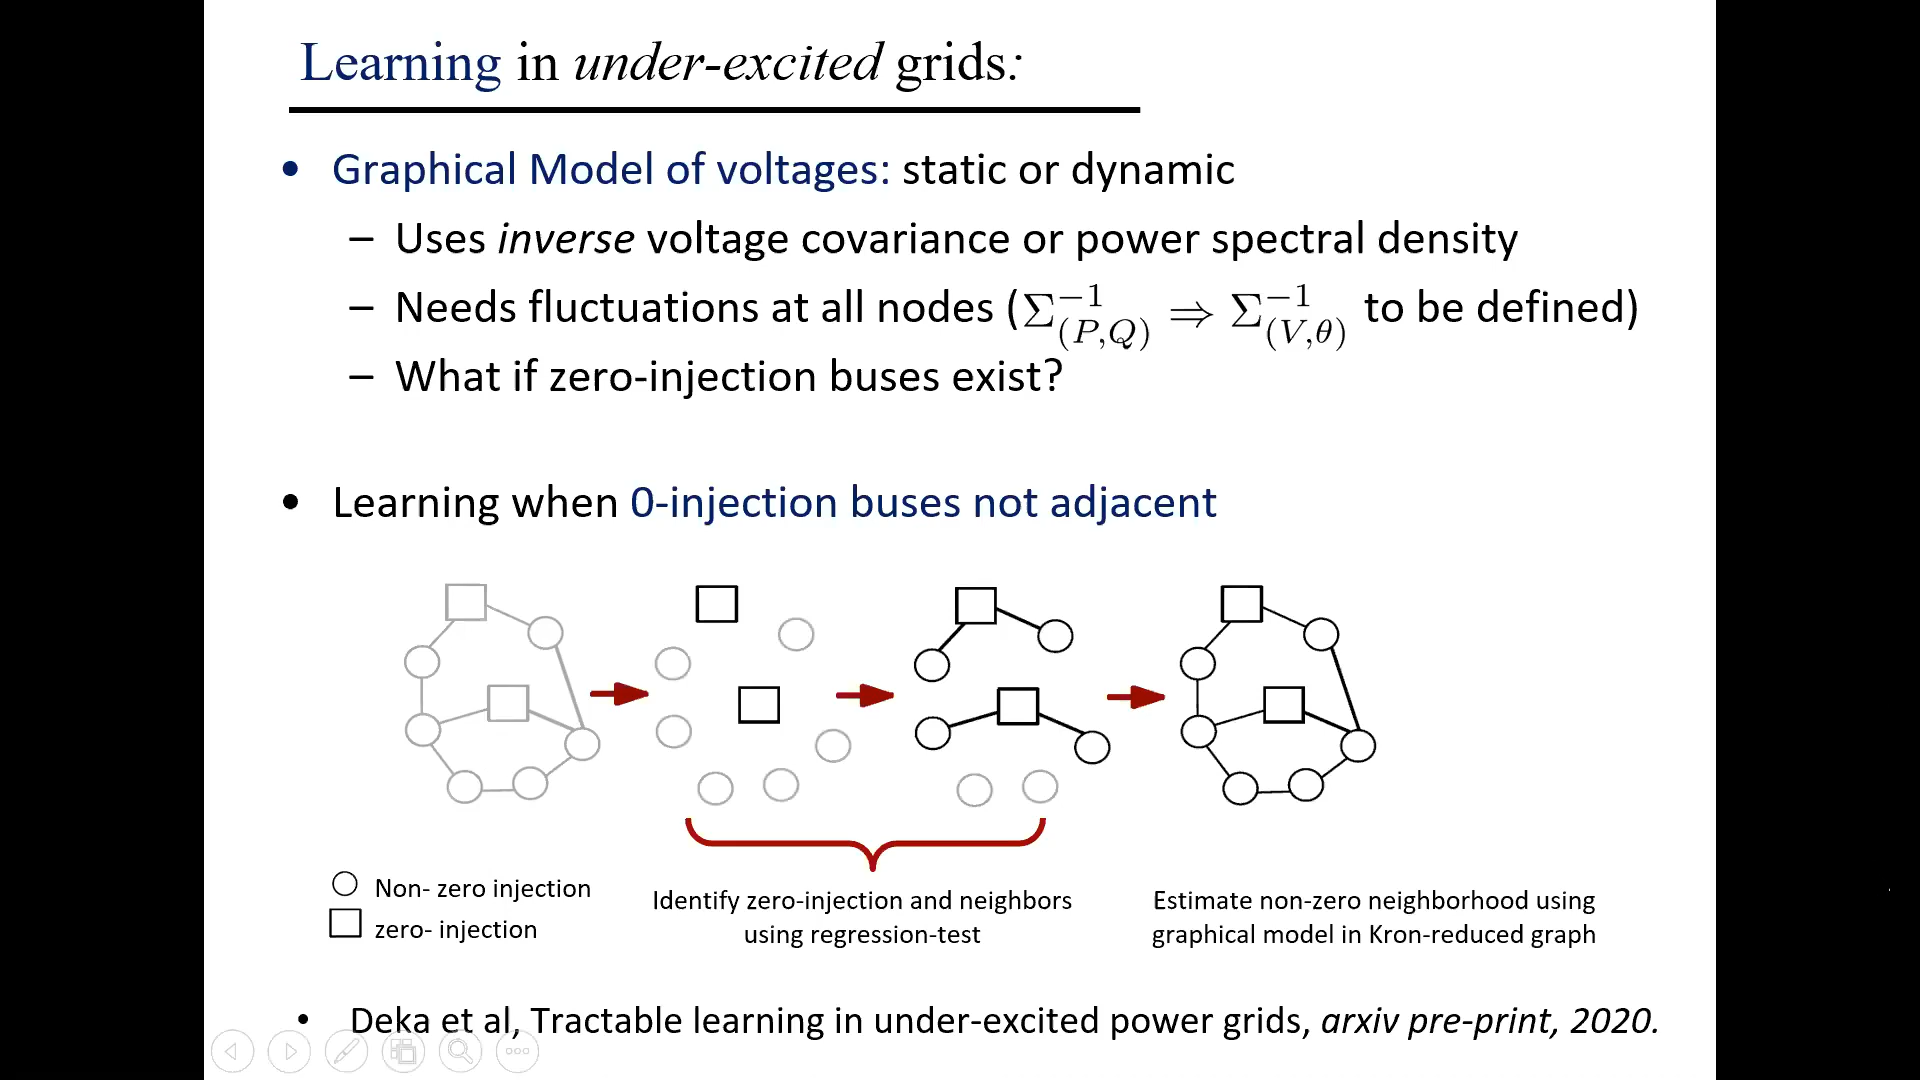 Learning in under-excited grids:
• Graphical Model of voltages: static or dynamic
– Uses inverse voltage covariance or power spectral density
– Needs fluctuations at all nodes (Σ⁻¹₍P,Q₎ ⇒ Σ⁻¹₍V,θ₎ to be defined)
– What if zero-injection buses exist?
• Learning when 0-injection buses not adjacent
Non- zero injection
zero- injection
Identify zero-injection and neighbors
using regression-test
Estimate non-zero neighborhood using
graphical model in Kron-reduced graph
• Deka et al, Tractable learning in under-excited power grids, arxiv pre-print, 2020.